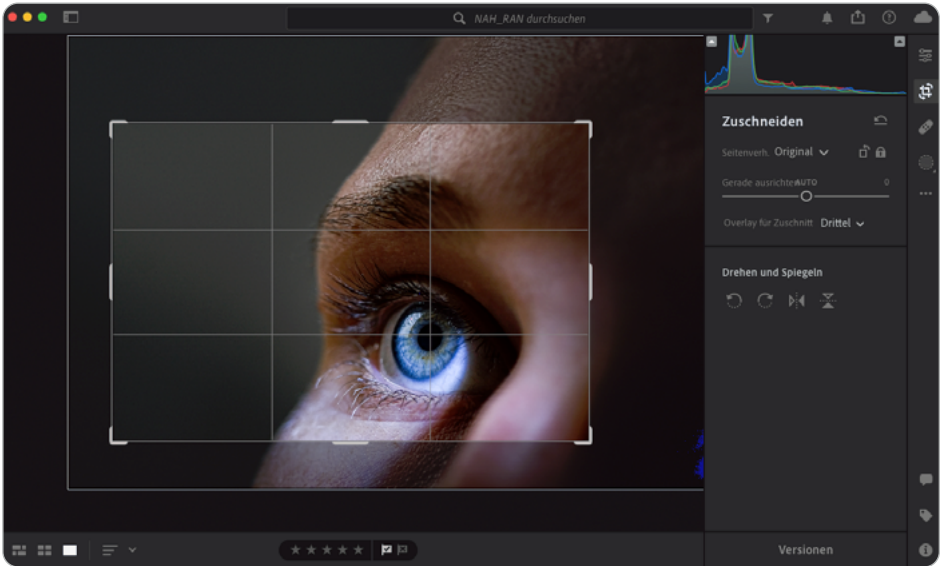 NAH_RAN durchsuchen
Zuschneiden
Seitenverh. Original
Gerade ausrichten AUTO 0
Overlay für Zuschnitt Drittel
Drehen und Spiegeln
Versionen